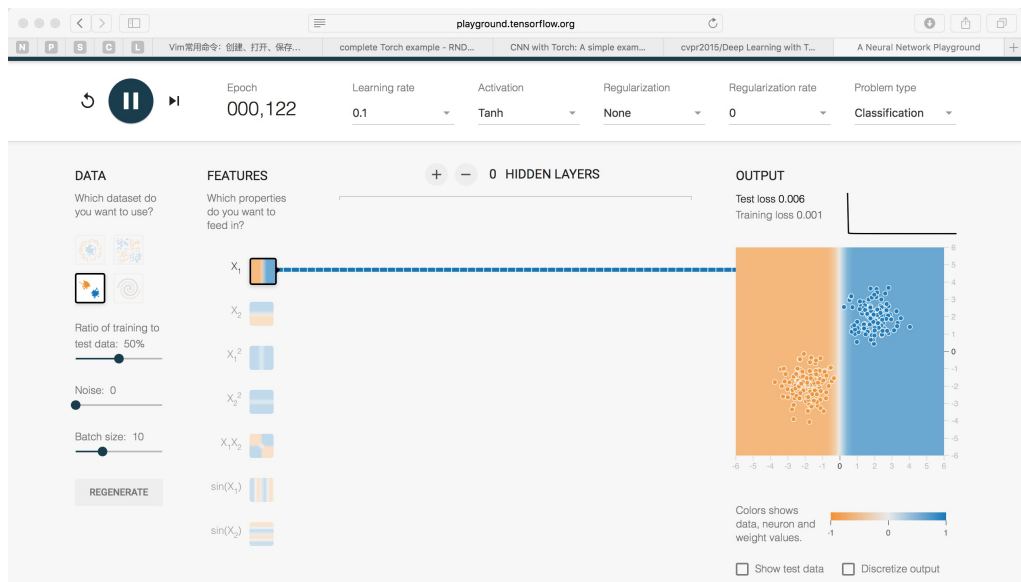 playground.tensorflow.org
N P S C L Vim常用命令：创建、打开、保存... complete Torch example - RND... CNN with Torch: A simple exam... cvpr2015/Deep Learning with T... A Neural Network Playground +
Epoch
000,122
Learning rate
0.1
Activation
Tanh
Regularization
None
Regularization rate
0
Problem type
Classification
DATA
Which dataset do
you want to use?
Ratio of training to
test data: 50%
Noise: 0
Batch size: 10
REGENERATE
FEATURES
Which properties
do you want to
feed in?
X₁
X₂
X₁²
X₂²
X₁X₂
sin(X₁)
sin(X₂)
+ − 0 HIDDEN LAYERS
OUTPUT
Test loss 0.006
Training loss 0.001
6
5
4
3
2
1
0
-1
-2
-3
-4
-5
-6
-6 -5 -4 -3 -2 -1 0 1 2 3 4 5 6
Colors shows
data, neuron and
weight values.
-1 0 1
Show test data
Discretize output